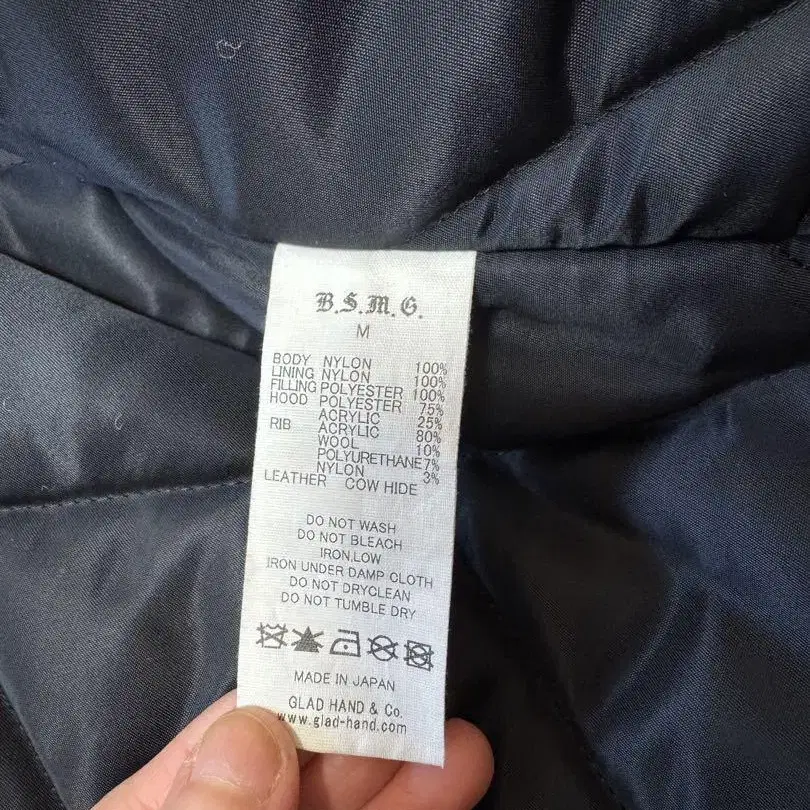 B.S.M.G.
M
BODY NYLON 100%
LINING NYLON 100%
FILLING POLYESTER 100%
HOOD POLYESTER 75%
ACRYLIC 25%
RIB ACRYLIC 80%
WOOL 10%
POLYURETHANE 7%
NYLON 3%
LEATHER COW HIDE
DO NOT WASH
DO NOT BLEACH
IRON,LOW
IRON UNDER DAMP CLOTH
DO NOT DRYCLEAN
DO NOT TUMBLE DRY
MADE IN JAPAN
GLAD HAND & Co.
www.glad-hand.com